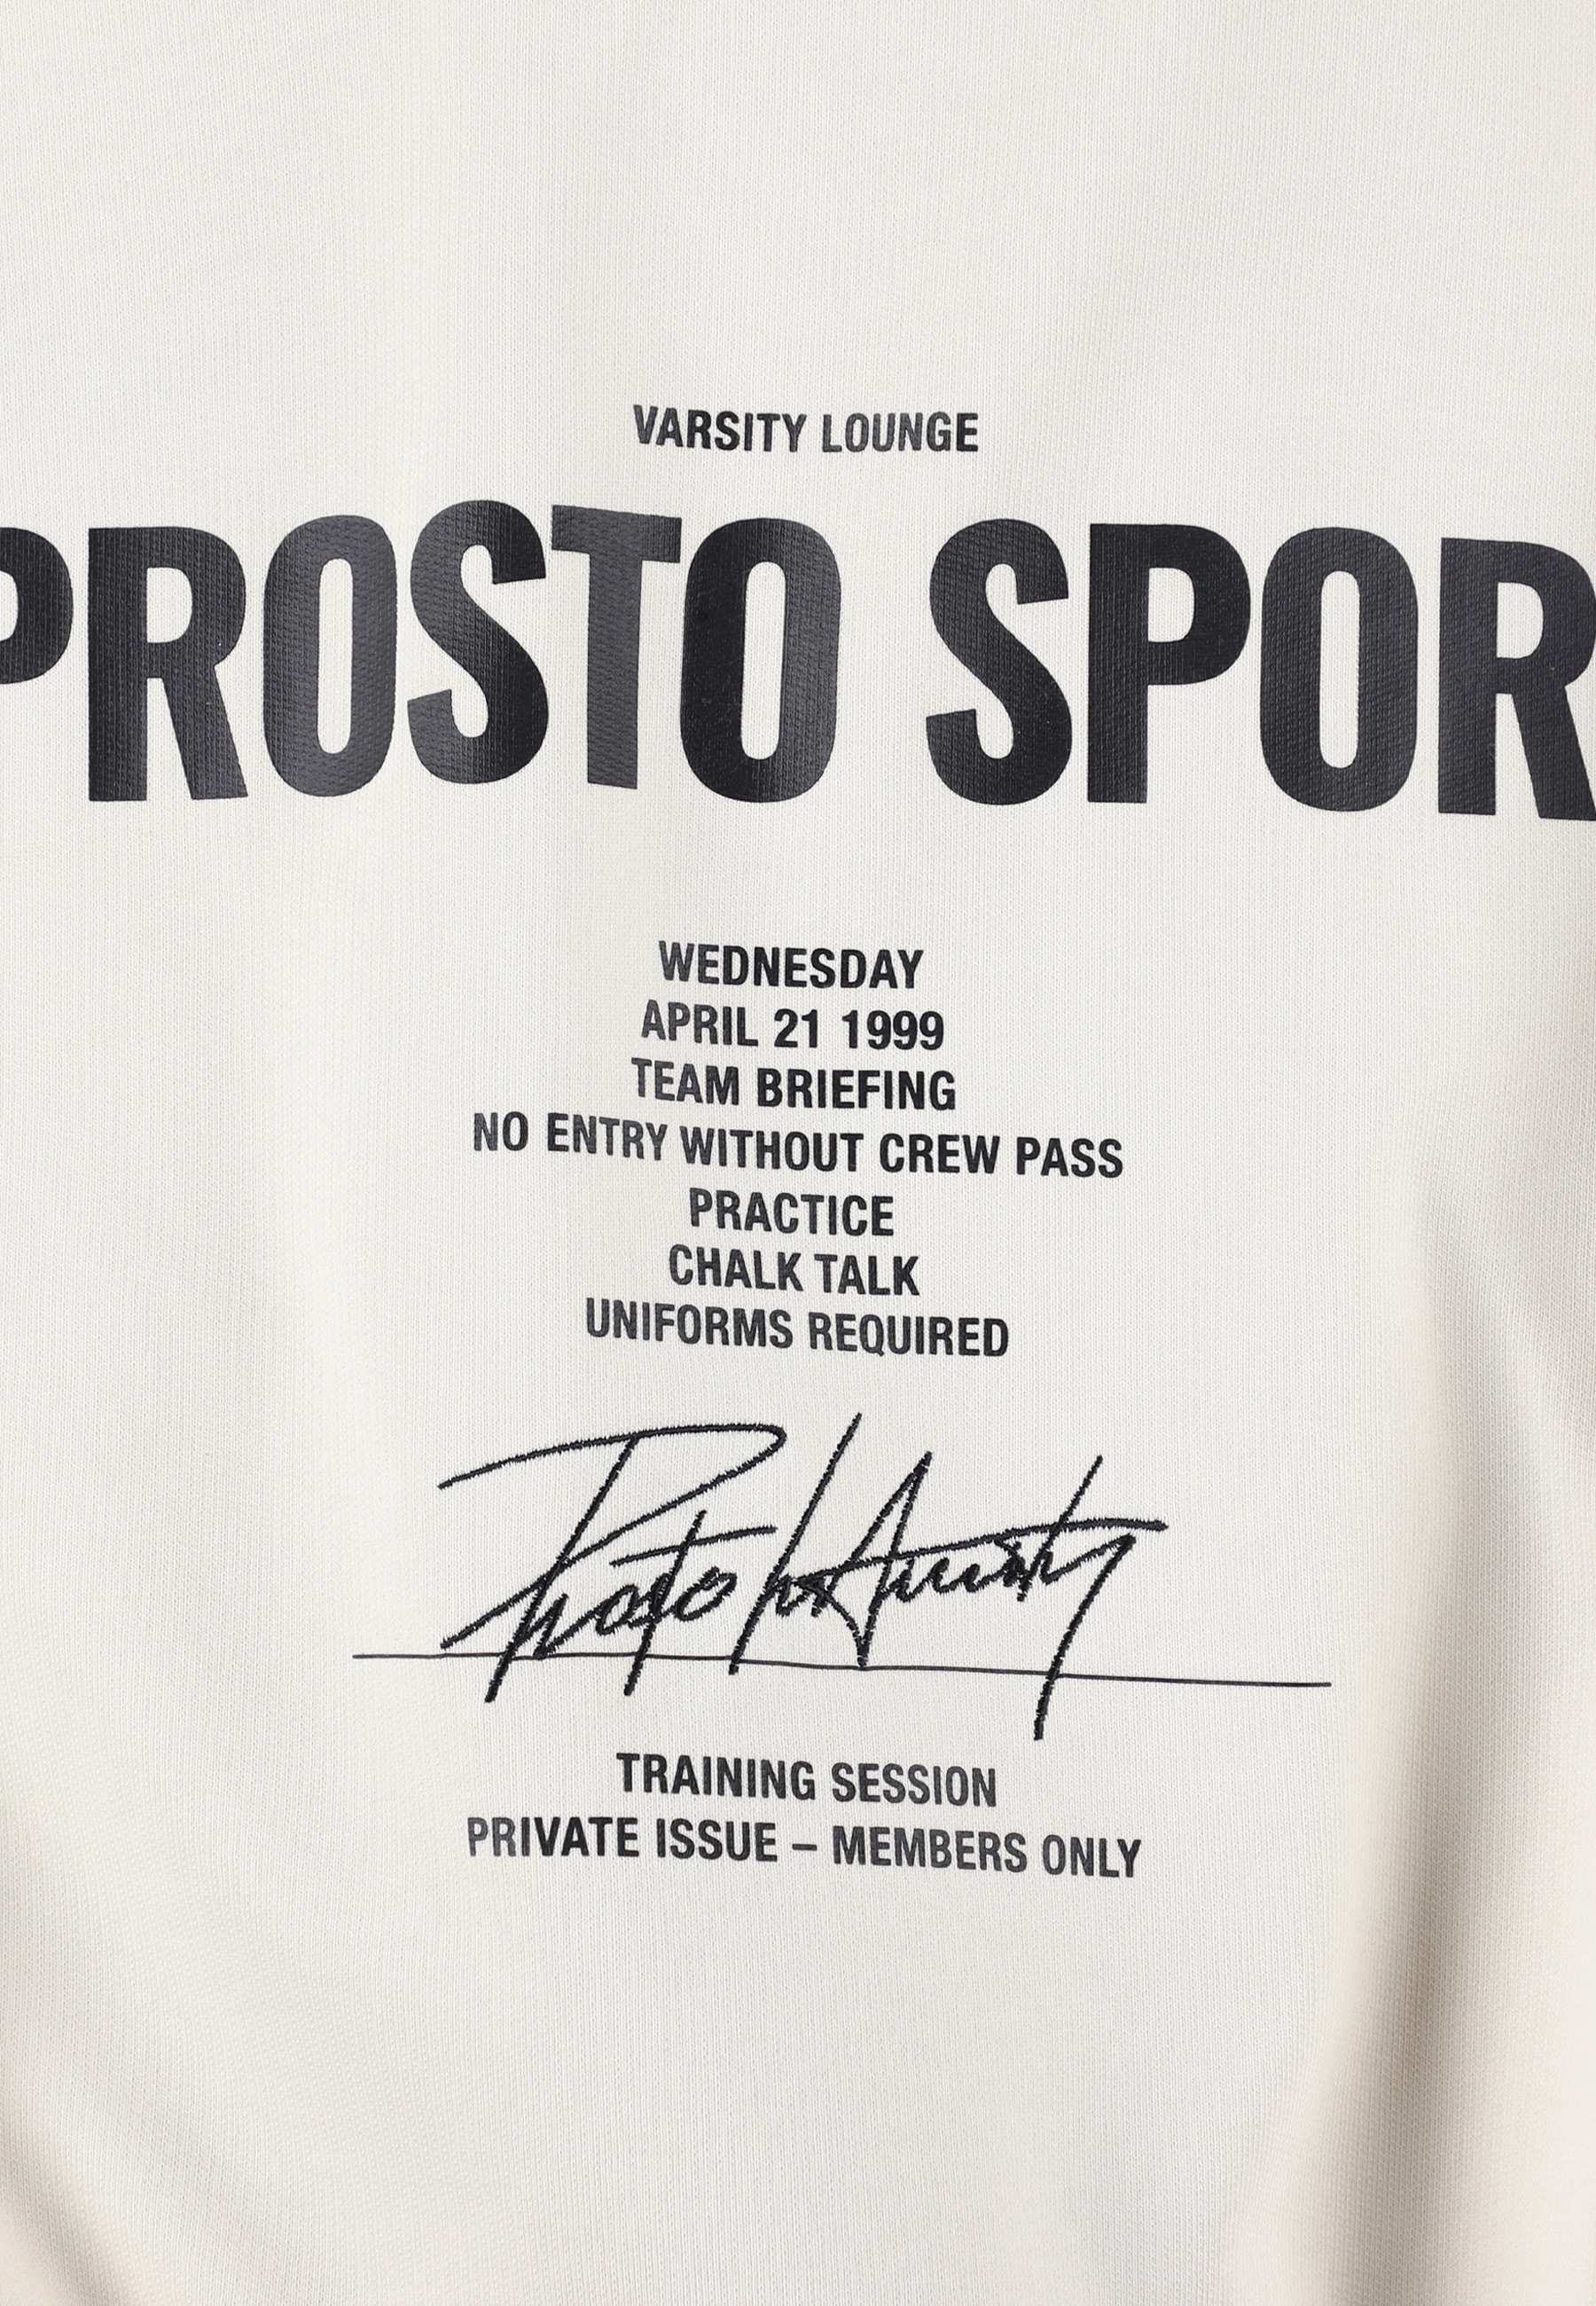 VARSITY LOUNGE
PROSTO SPOR
WEDNESDAY
APRIL 21 1999
TEAM BRIEFING
NO ENTRY WITHOUT CREW PASS
PRACTICE
CHALK TALK
UNIFORMS REQUIRED
Prosto
TRAINING SESSION
PRIVATE ISSUE – MEMBERS ONLY